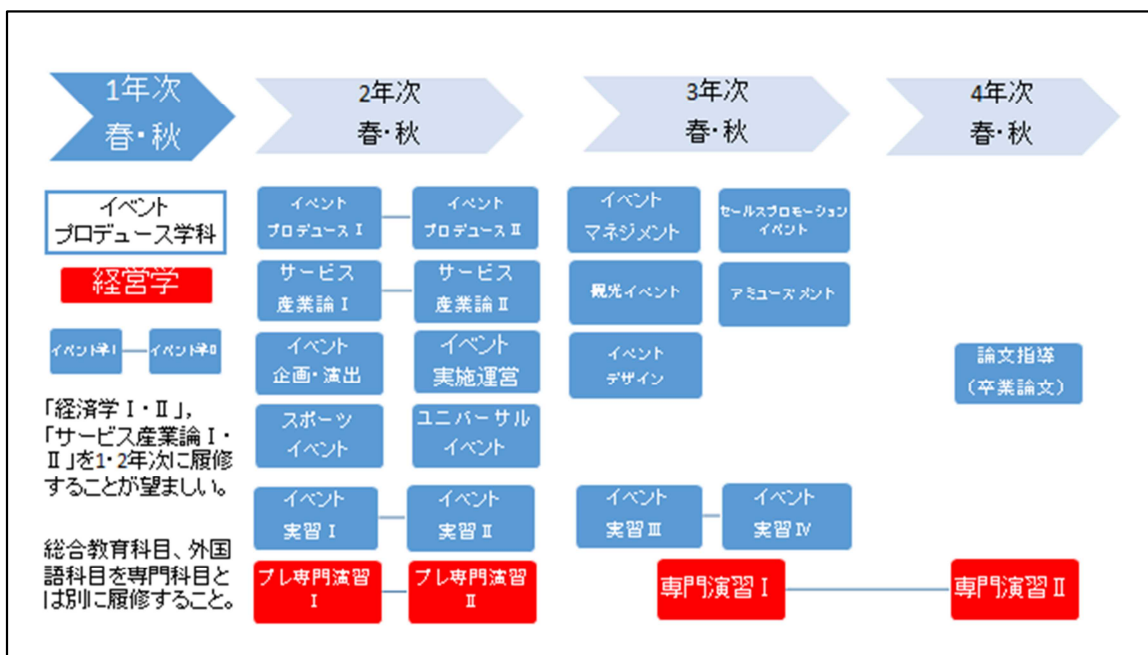 1年次
春・秋
2年次
春・秋
3年次
春・秋
4年次
春・秋
イベント
プロデュース学科
経営学
イベント学Ⅰ
イベント学Ⅱ
「経済学Ⅰ・Ⅱ」,
「サービス産業論Ⅰ・
Ⅱ」を1・2年次に履修
することが望ましい。
総合教育科目、外国
語科目を専門科目と
は別に履修すること。
イベント
プロデュースⅠ
イベント
プロデュースⅡ
サービス
産業論Ⅰ
サービス
産業論Ⅱ
イベント
企画・演出
イベント
実施運営
スポーツ
イベント
ユニバーサル
イベント
イベント
実習Ⅰ
イベント
実習Ⅱ
プレ専門演習
Ⅰ
プレ専門演習
Ⅱ
イベント
マネジメント
セールスプロモーション
イベント
観光イベント
アミューズメント
イベント
デザイン
イベント
実習Ⅲ
イベント
実習Ⅳ
専門演習Ⅰ
論文指導
（卒業論文）
専門演習Ⅱ